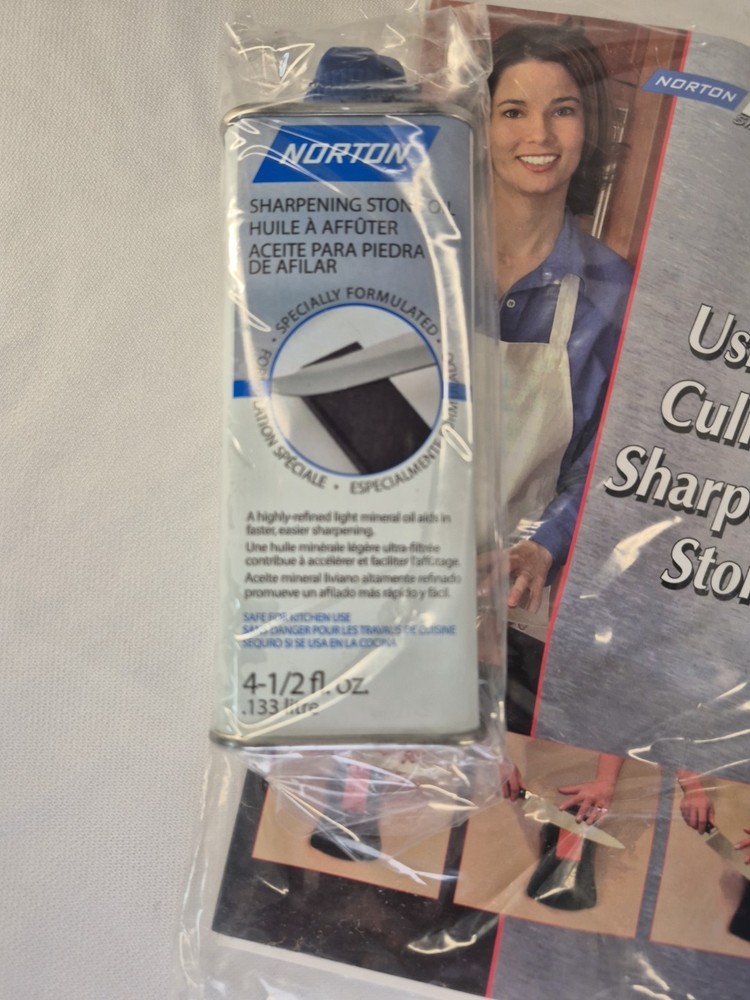 NORTON
SHARPENING STONE OIL
HUILE À AFFÛTER
ACEITE PARA PIEDRA
DE AFILAR
• SPECIALLY FORMULATED •
SPÉCIALE • ESPECIALMENTE
A highly-refined light mineral oil aids in
faster, easier sharpening.
Une huile minérale légère ultra-filtrée
contribue à accélérer et faciliter l'affûtage.
Aceite mineral liviano altamente refinado
promueve un afilado más rápido y fácil.
SAFE FOR KITCHEN USE
SANS DANGER POUR LES TRAVAUX DE CUISINE
SEGURO SI SE USA EN LA COCINA
4-1/2 fl. oz.
.133 litre
NORTON
Usi
Culi
Sharp
Sto